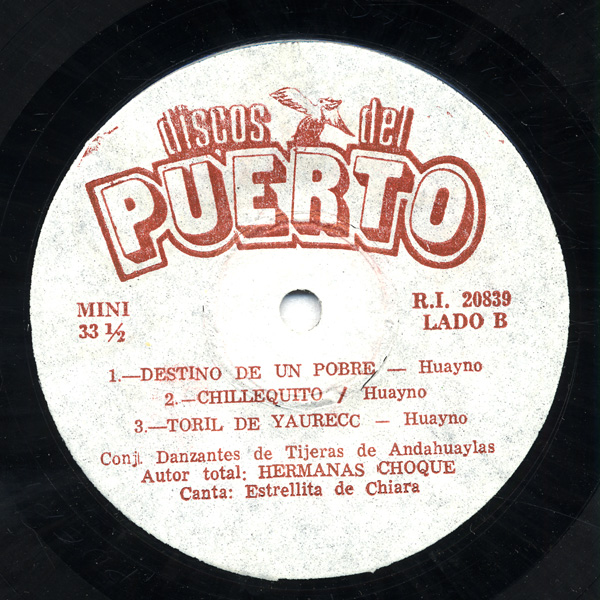 discos del
PUERTO
MINI
33 ½
R.I. 20839
LADO B
1.—DESTINO DE UN POBRE — Huayno
2.—CHILLEQUITO / Huayno
3.—TORIL DE YAURECC — Huayno
Conj. Danzantes de Tijeras de Andahuaylas
Autor total: HERMANAS CHOQUE
Canta: Estrellita de Chiara